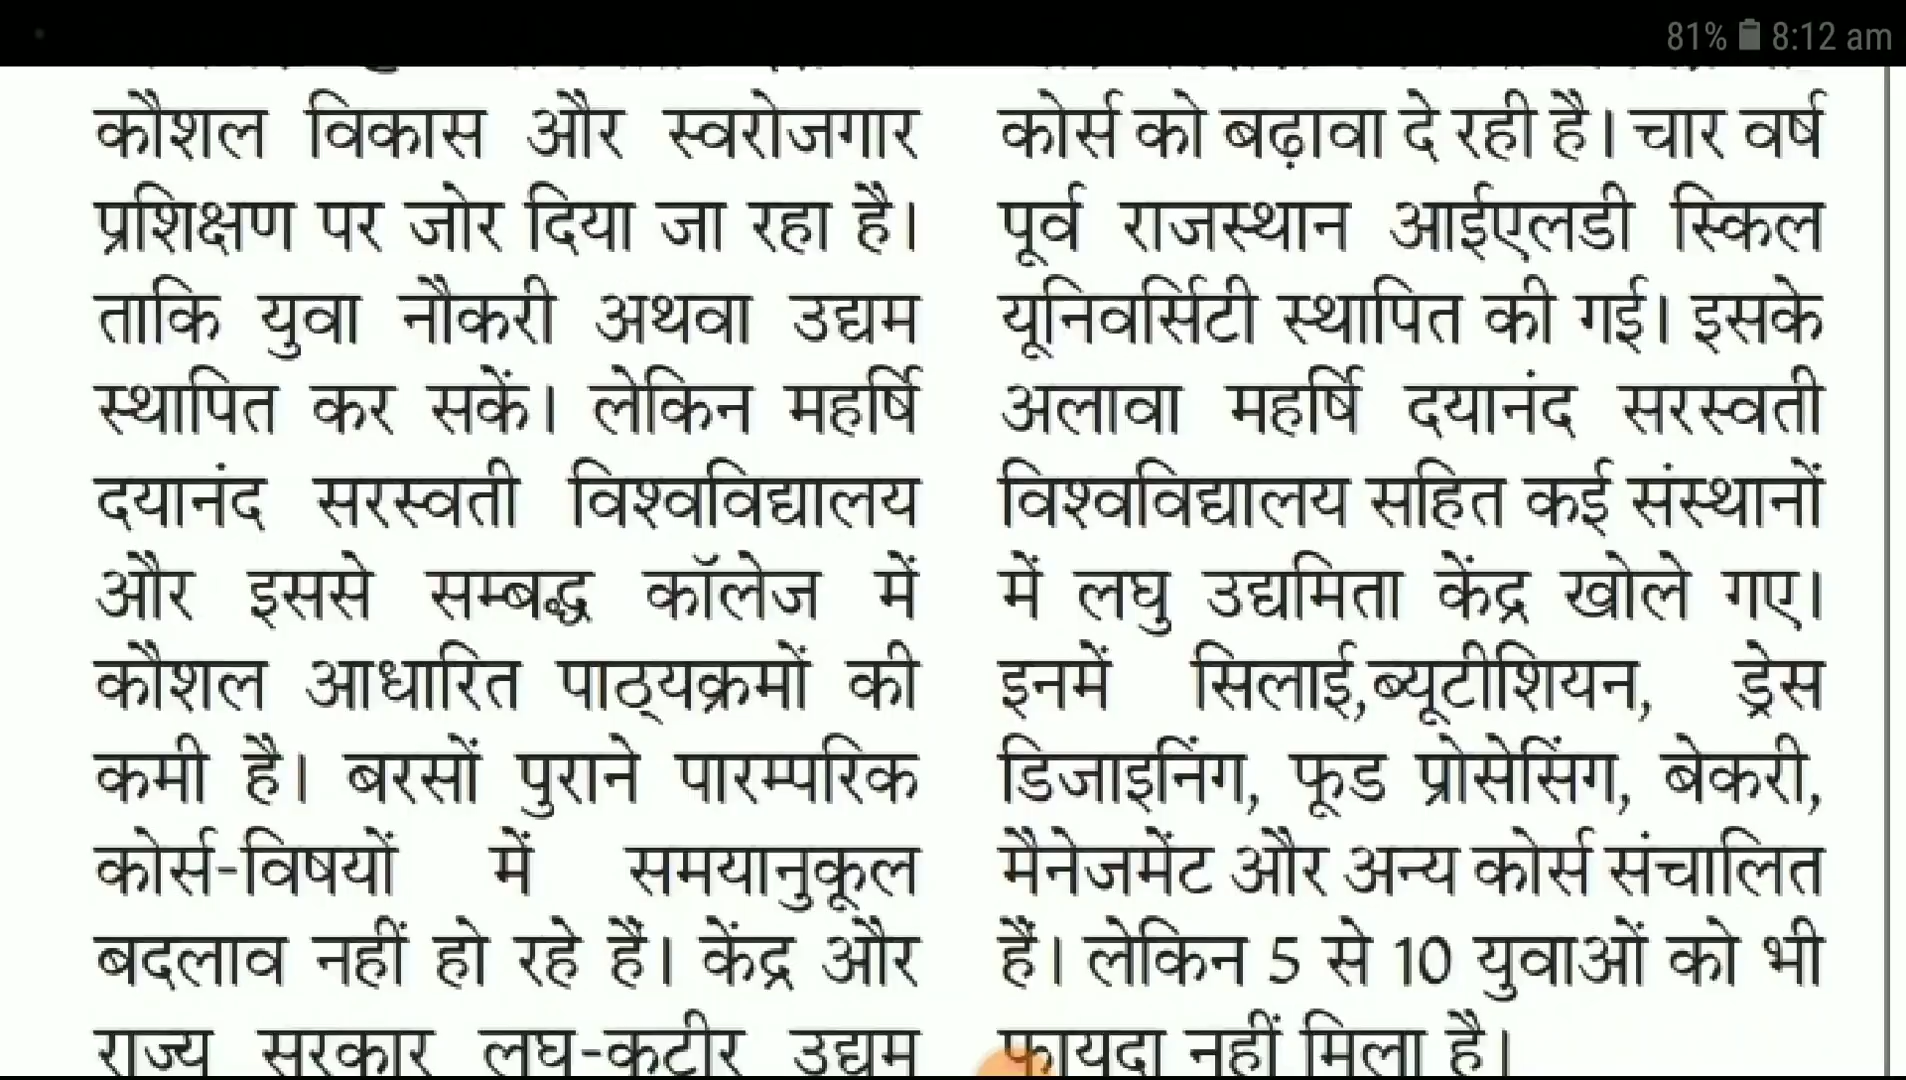 81% 8:12 am
कौशल विकास और स्वरोजगार
प्रशिक्षण पर जोर दिया जा रहा है।
ताकि युवा नौकरी अथवा उद्यम
स्थापित कर सकें। लेकिन महर्षि
दयानंद सरस्वती विश्वविद्यालय
और इससे सम्बद्ध कॉलेज में
कौशल आधारित पाठ्यक्रमों की
कमी है। बरसों पुराने पारम्परिक
कोर्स-विषयों में समयानुकूल
बदलाव नहीं हो रहे हैं। केंद्र और
राज्य सरकार लघु-कुटीर उद्यम
कोर्स को बढ़ावा दे रही है। चार वर्ष
पूर्व राजस्थान आईएलडी स्किल
यूनिवर्सिटी स्थापित की गई। इसके
अलावा महर्षि दयानंद सरस्वती
विश्वविद्यालय सहित कई संस्थानों
में लघु उद्यमिता केंद्र खोले गए।
इनमें सिलाई,ब्यूटीशियन, ड्रेस
डिजाइनिंग, फूड प्रोसेसिंग, बेकरी,
मैनेजमेंट और अन्य कोर्स संचालित
हैं। लेकिन 5 से 10 युवाओं को भी
फायदा नहीं मिला है।